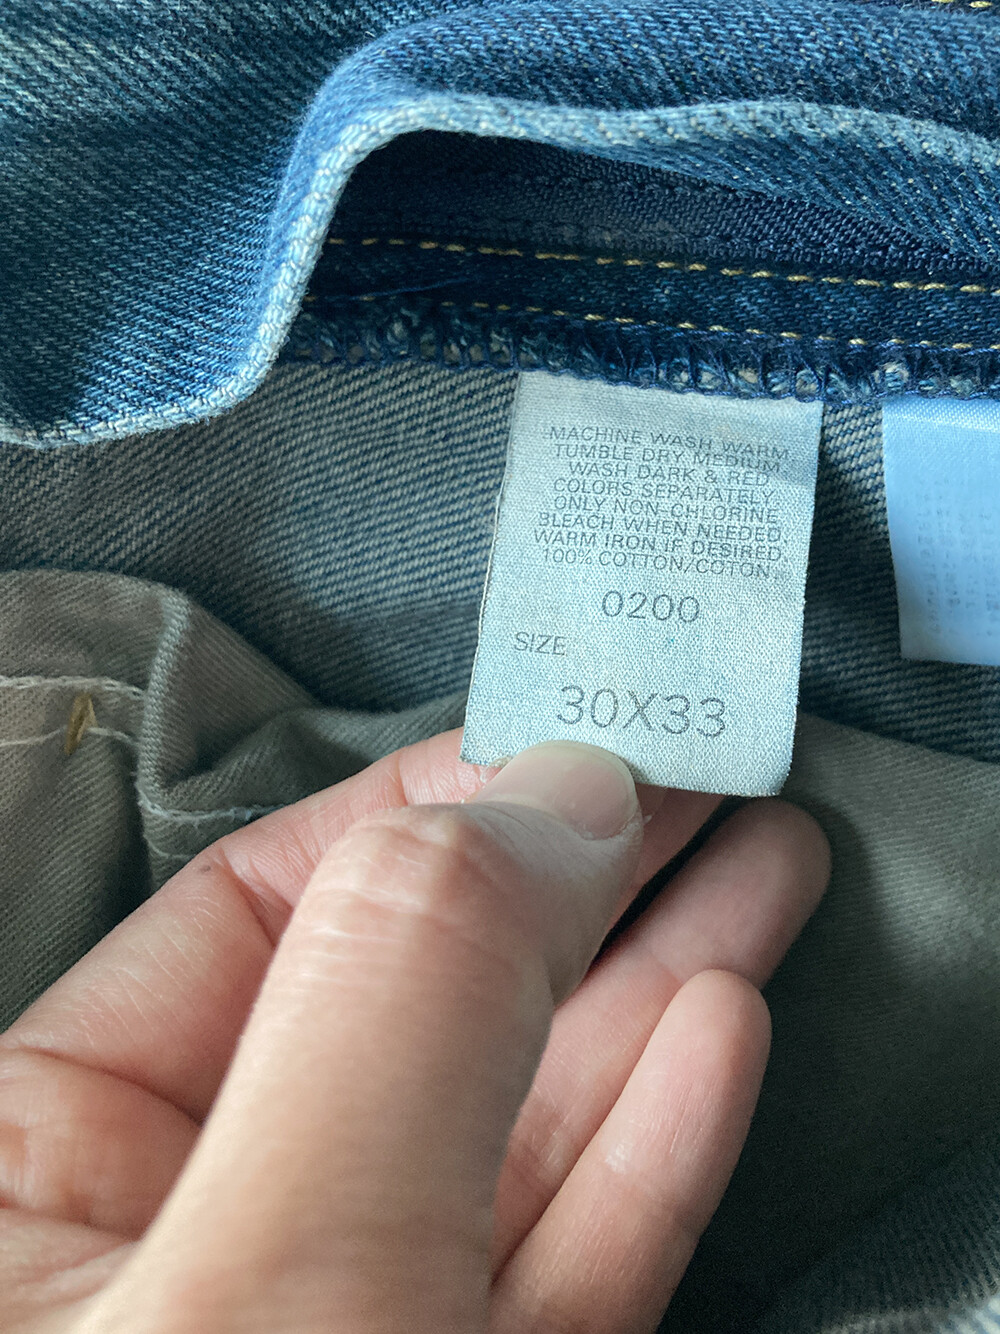 MACHINE WASH WARM
TUMBLE DRY MEDIUM
WASH DARK & RED
COLORS SEPARATELY.
ONLY NON-CHLORINE
BLEACH WHEN NEEDED.
WARM IRON IF DESIRED.
100% COTTON/COTON
0200
SIZE
30X33